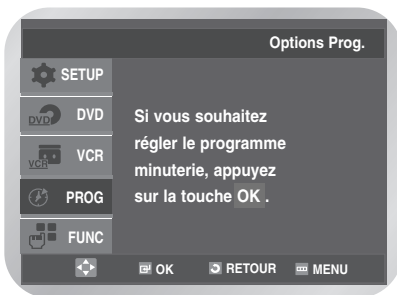 Options Prog.
SETUP
DVD DVD
VCR VCR
PROG
FUNC
Si vous souhaitez
régler le programme
minuterie, appuyez
sur la touche OK .
OK RETOUR MENU